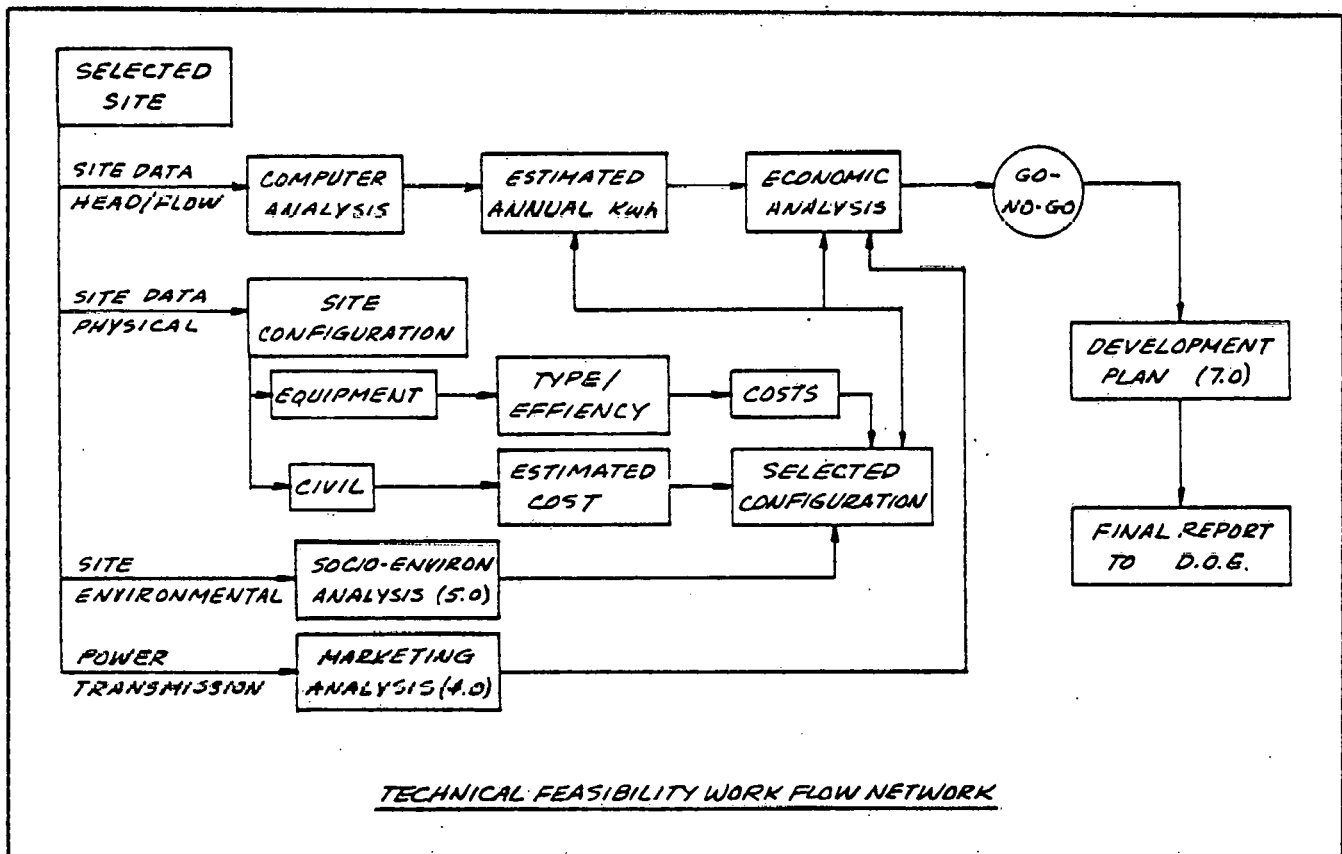 SELECTED
SITE
SITE DATA
HEAD/FLOW
COMPUTER
ANALYSIS
ESTIMATED
ANNUAL Kwh
ECONOMIC
ANALYSIS
GO-
NO-GO
SITE DATA
PHYSICAL
SITE
CONFIGURATION
EQUIPMENT
TYPE/
EFFIENCY
COSTS
DEVELOPMENT
PLAN (7.0)
CIVIL
ESTIMATED
COST
SELECTED
CONFIGURATION
FINAL REPORT
TO D.O.E.
SITE
ENVIRONMENTAL
SOCIO-ENVIRON
ANALYSIS (5.0)
POWER
TRANSMISSION
MARKETING
ANALYSIS (4.0)
TECHNICAL FEASIBILITY WORK FLOW NETWORK